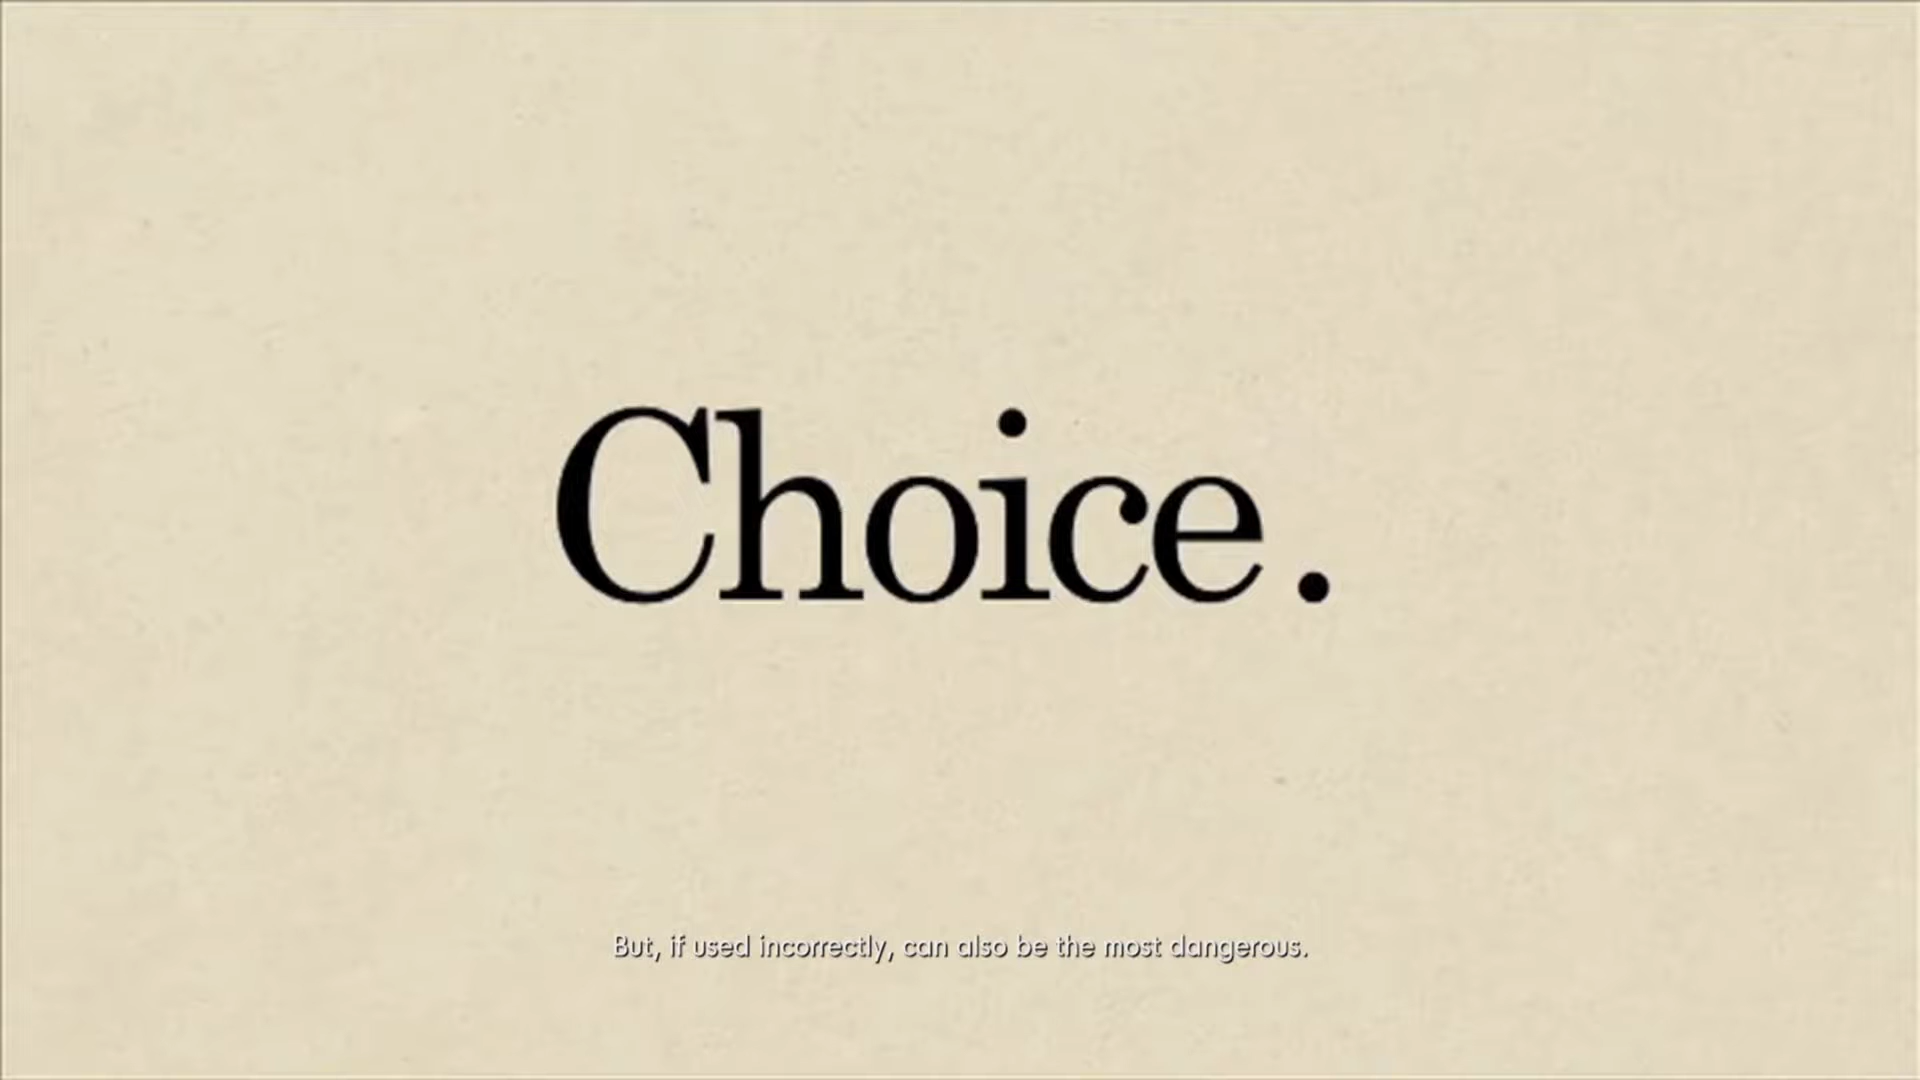 Choice.
But, if used incorrectly, can also be the most dangerous.